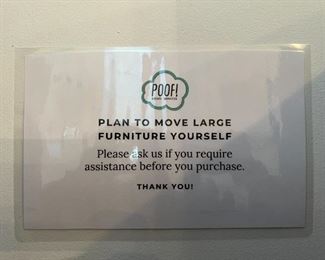 POOF!
PLAN TO MOVE LARGE
FURNITURE YOURSELF
Please ask us if you require
assistance before you purchase.
THANK YOU!